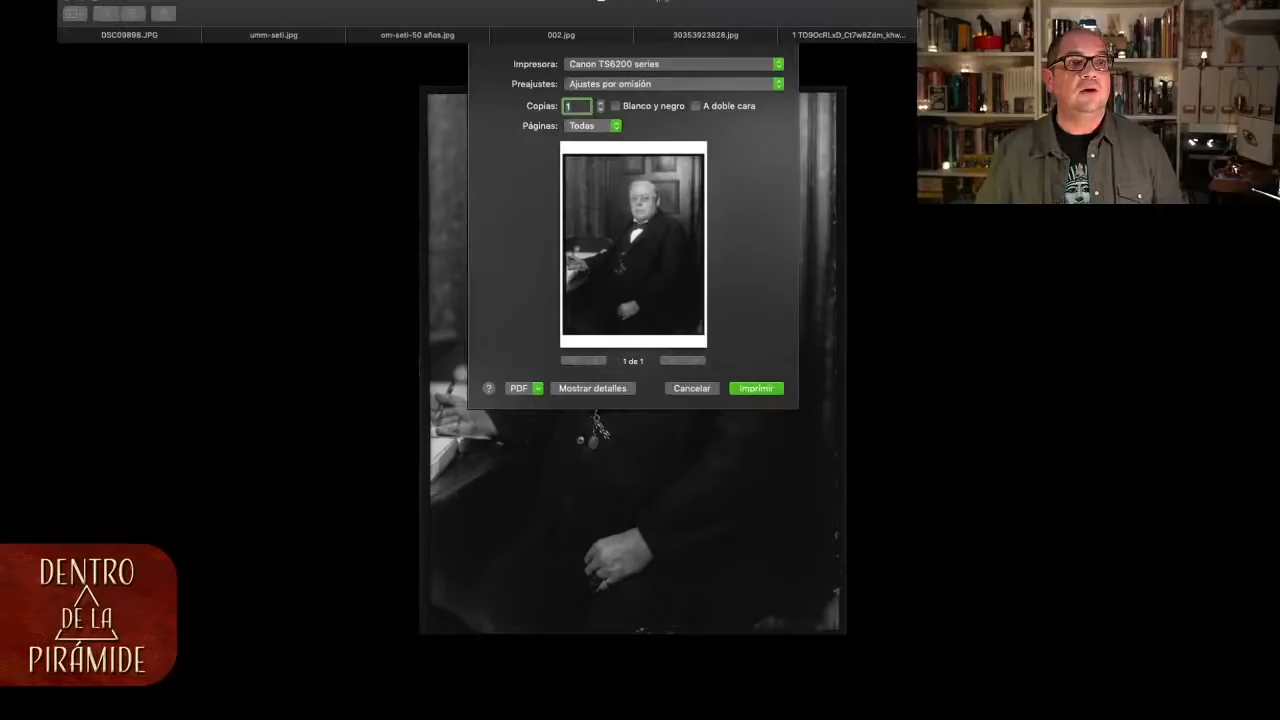 DSC09898.JPG
umm-seti.jpg
om-seti-50 años.jpg
002.jpg
30353923828.jpg
Impresora: Canon TS6200 series
Preajustes: Ajustes por omisión
Copias: 1 Blanco y negro A doble cara
Páginas: Todas
1 de 1
? PDF Mostrar detalles Cancelar Imprimir
DENTRO
DE LA
PIRÁMIDE